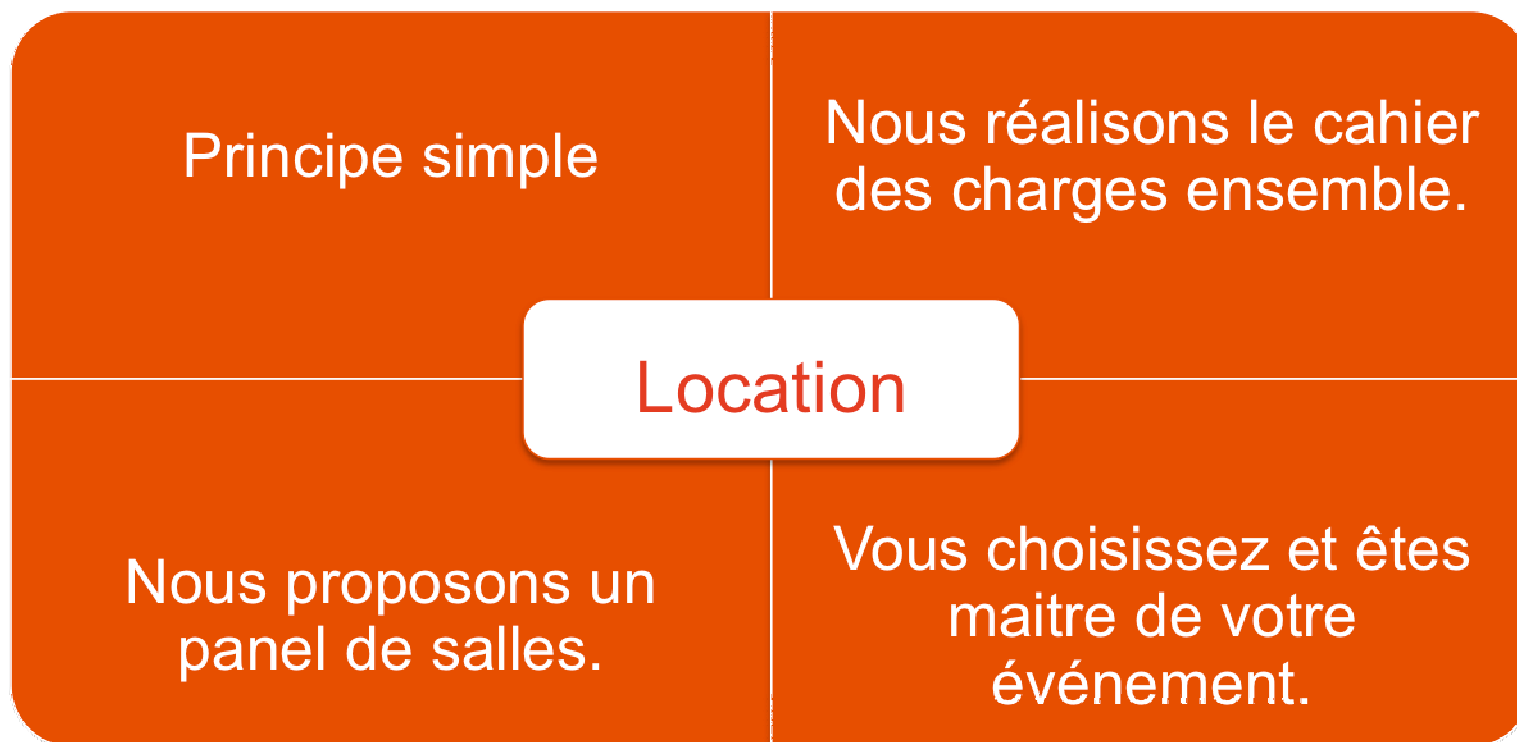 Principe simple
Nous réalisons le cahier
des charges ensemble.
Location
Nous proposons un
panel de salles.
Vous choisissez et êtes
maitre de votre
événement.